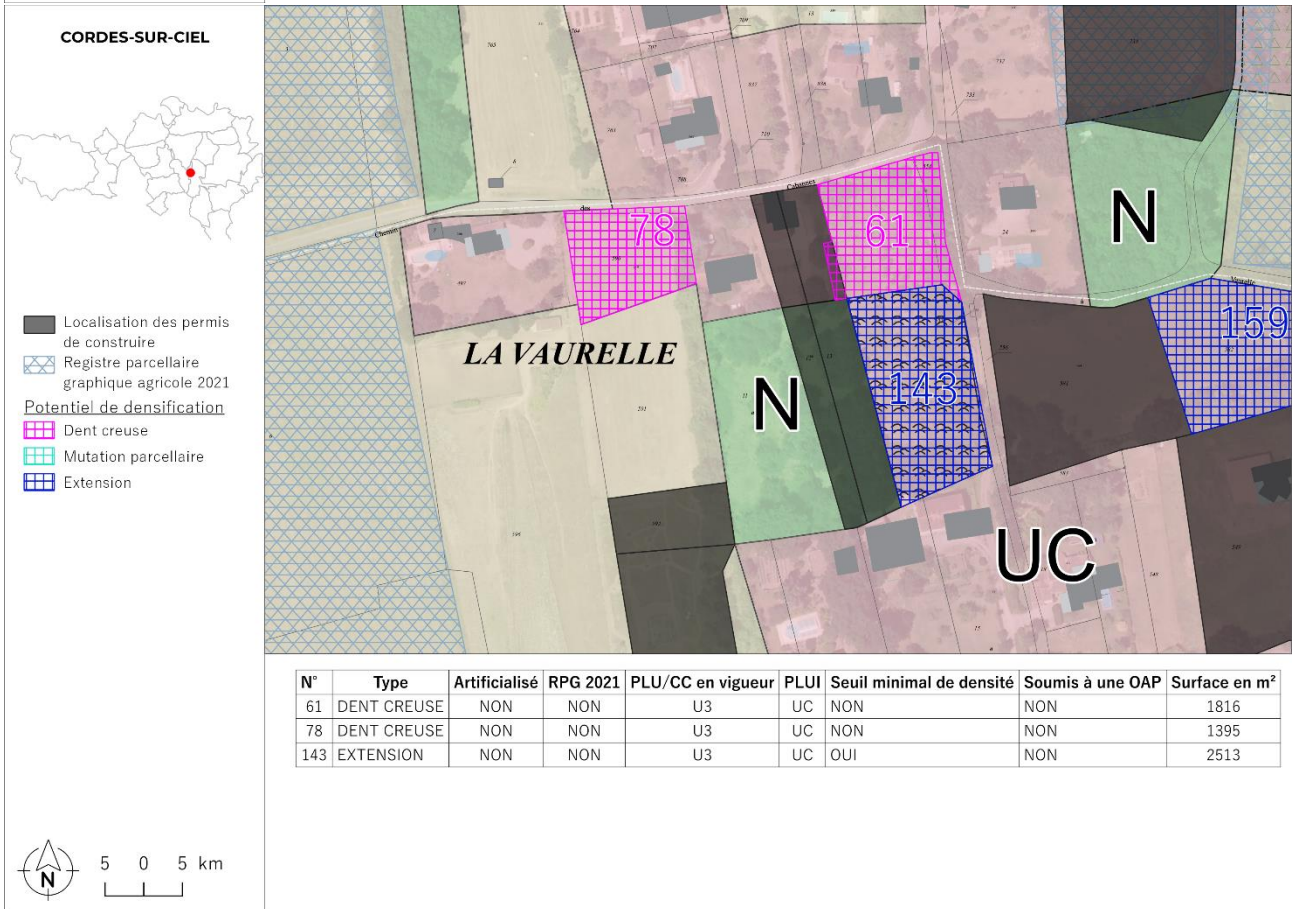 CORDES-SUR-CIEL
Localisation des permis
de construire
Registre parcellaire
graphique agricole 2021
Potentiel de densification
Dent creuse
Mutation parcellaire
Extension
5 0 5 km
N
Chemin
des
Cabannes
78
61
N
159
LA VAURELLE
N
143
UC
N° Type Artificialisé RPG 2021 PLU/CC en vigueur PLUI Seuil minimal de densité Soumis à une OAP Surface en m²
61 DENT CREUSE NON NON U3 UC NON NON 1816
78 DENT CREUSE NON NON U3 UC NON NON 1395
143 EXTENSION NON NON U3 UC OUI NON 2513